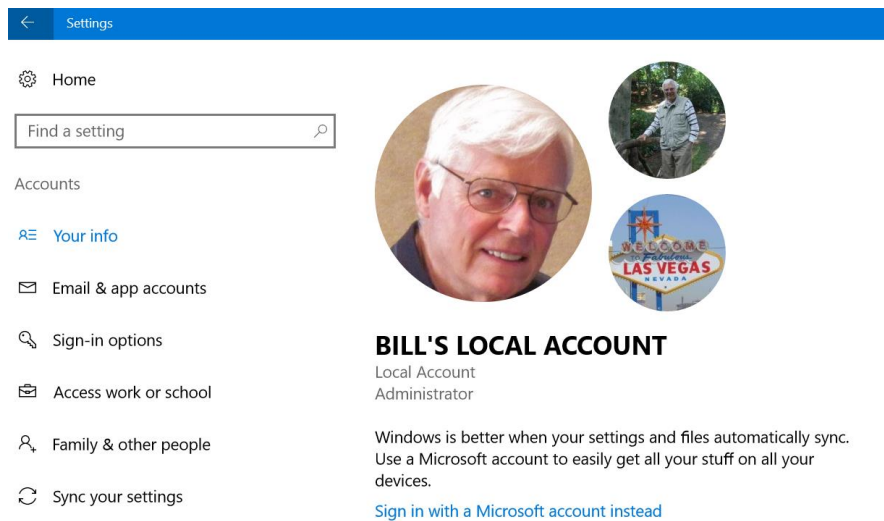 Settings
Home
Find a setting
Accounts
Your info
Email & app accounts
Sign-in options
Access work or school
Family & other people
Sync your settings
WELCOME
TO Fabulous
LAS VEGAS
NEVADA
BILL'S LOCAL ACCOUNT
Local Account
Administrator
Windows is better when your settings and files automatically sync.
Use a Microsoft account to easily get all your stuff on all your
devices.
Sign in with a Microsoft account instead